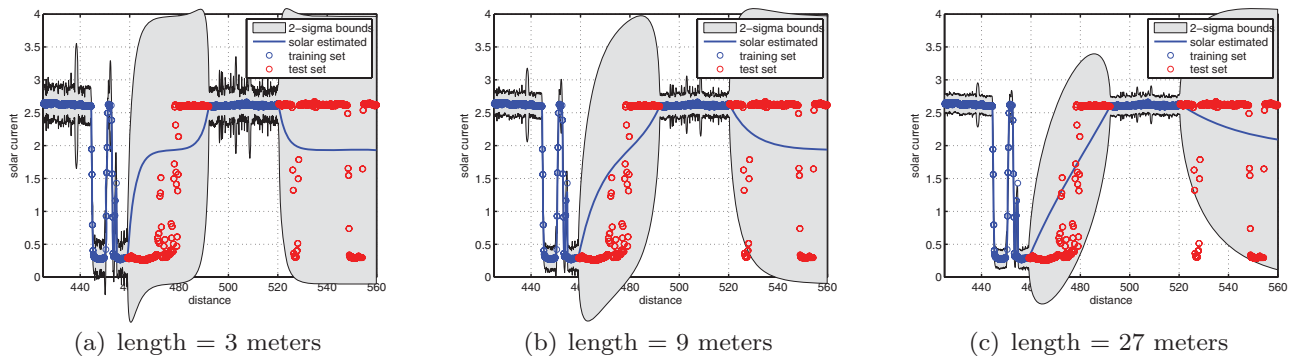 4
3.5
3
2.5
2
1.5
1
0.5
0
solar current
440 460 480 500 520 540 560
distance
2-sigma bounds
solar estimated
training set
test set
(a) length = 3 meters
4
3.5
3
2.5
2
1.5
1
0.5
0
solar current
440 460 480 500 520 540 560
distance
2-sigma bounds
solar estimated
training set
test set
(b) length = 9 meters
4
3.5
3
2.5
2
1.5
1
0.5
0
solar current
440 460 480 500 520 540 560
distance
2-sigma bounds
solar estimated
training set
test set
(c) length = 27 meters